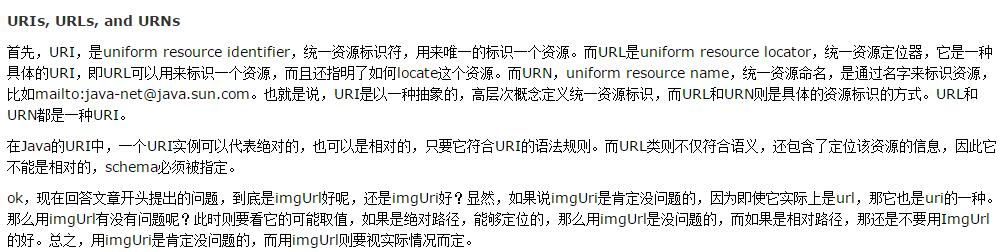 URIs, URLs, and URNs
首先，URI，是uniform resource identifier，统一资源标识符，用来唯一的标识一个资源。而URL是uniform resource locator，统一资源定位器，它是一种
具体的URI，即URL可以用来标识一个资源，而且还指明了如何locate这个资源。而URN，uniform resource name，统一资源命名，是通过名字来标识资源，
比如mailto:java-net@java.sun.com。也就是说，URI是以一种抽象的，高层次概念定义统一资源标识，而URL和URN则是具体的资源标识的方式。URL和
URN都是一种URI。
在Java的URI中，一个URI实例可以代表绝对的，也可以是相对的，只要它符合URI的语法规则。而URL类则不仅符合语义，还包含了定位该资源的信息，因此它
不能是相对的，schema必须被指定。
ok，现在回答文章开头提出的问题，到底是imgUrl好呢，还是imgUri好？显然，如果说imgUri是肯定没问题的，因为即使它实际上是url，那它也是uri的一种。
那么用imgUrl有没有问题呢？此时则要看它的可能取值，如果是绝对路径，能够定位的，那么用imgUrl是没问题的，而如果是相对路径，那还是不要用ImgUrl
的好。总之，用imgUri是肯定没问题的，而用imgUrl则要视实际情况而定。